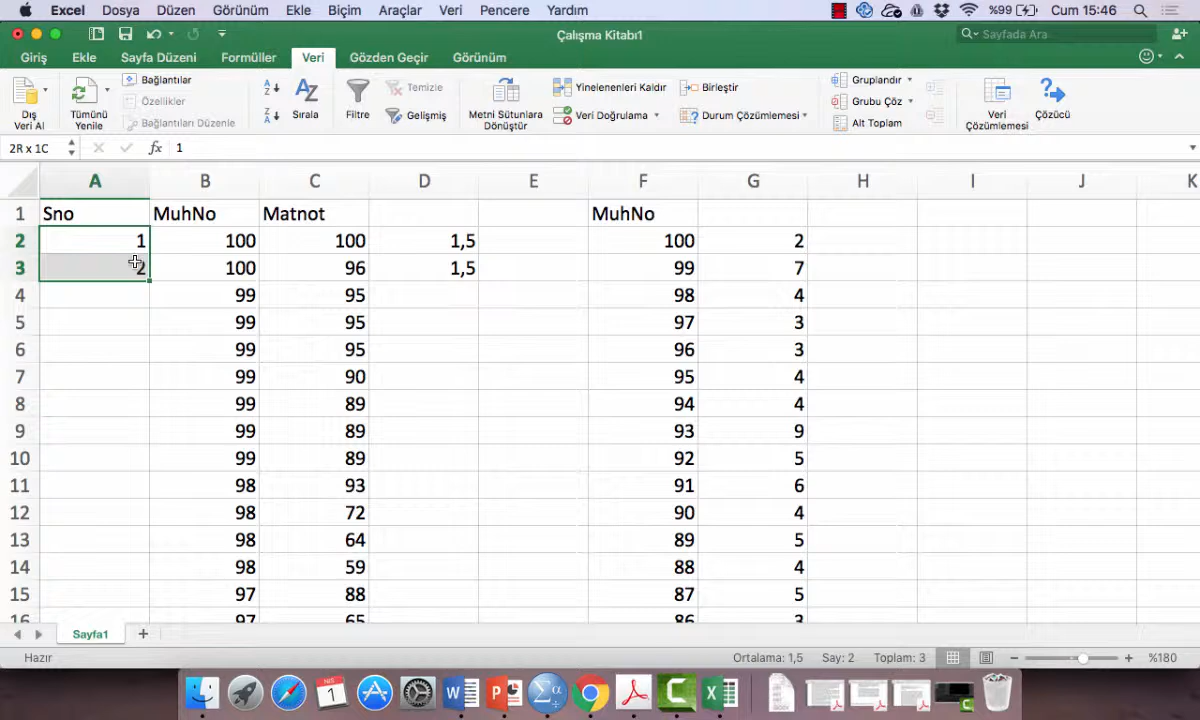 Excel Dosya Düzen Görünüm Ekle Biçim Araçlar Veri Pencere Yardım %99 Cum 15:46
Çalışma Kitabı1 Sayfada Ara
Giriş Ekle Sayfa Düzeni Formüller Veri Gözden Geçir Görünüm
Dış Veri Al
Tümünü Yenile
Bağlantılar
Özellikler
Bağlantıları Düzenle
Sırala
Filtre
Temizle
Gelişmiş
Metni Sütunlara Dönüştür
Yinelenenleri Kaldır
Veri Doğrulama
Birleştir
Durum Çözümlemesi
Gruplandır
Grubu Çöz
Alt Toplam
Veri Çözümlemesi
Çözücü
2R x 1C fx 1
A B C D E F G H I J K
1 Sno MuhNo Matnot MuhNo
2 1 100 100 1,5 100 2
3 2 100 96 1,5 99 7
4 99 95 98 4
5 99 95 97 3
6 99 95 96 3
7 99 90 95 4
8 99 89 94 4
9 99 89 93 9
10 99 89 92 5
11 98 93 91 6
12 98 72 90 4
13 98 64 89 5
14 98 59 88 4
15 97 88 87 5
16 97 65 86 3
Sayfa1
Hazır Ortalama: 1,5 Say: 2 Toplam: 3 %180